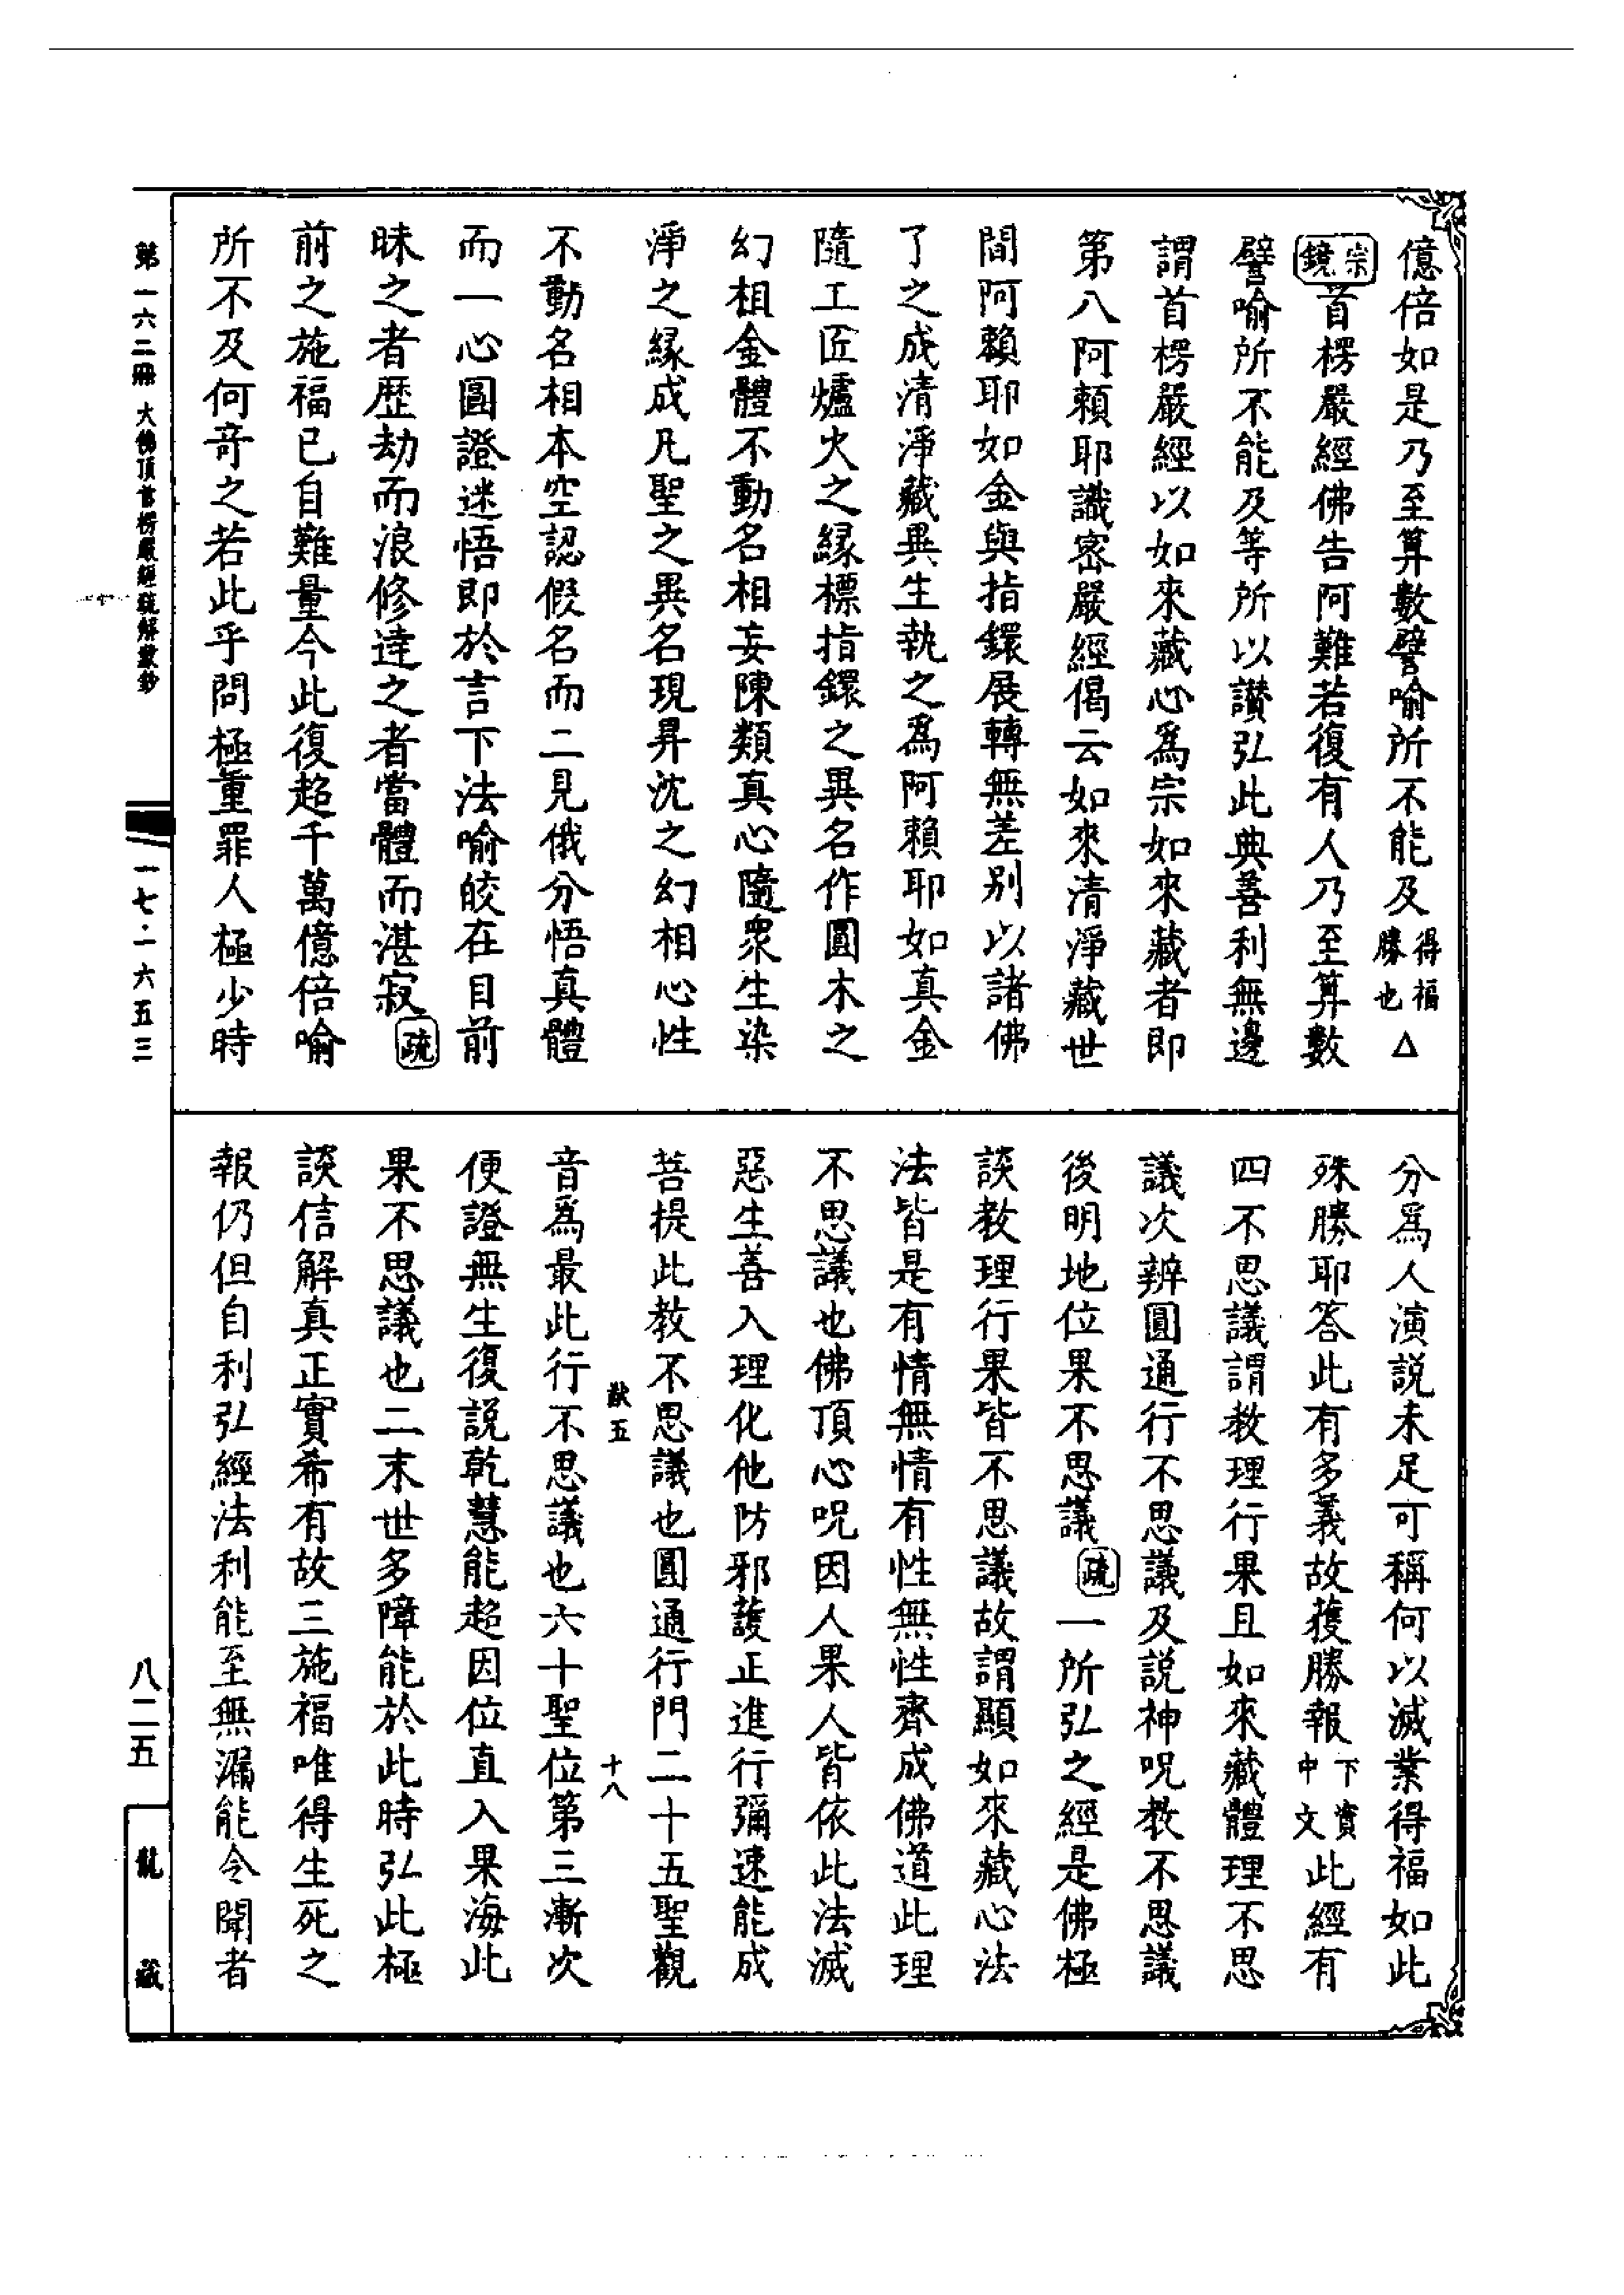 億倍如是乃至算數譬喻所不能及得福勝也△
宗鏡首楞嚴經佛告阿難若復有人乃至算數
譬喻所不能及等所以讃弘此典善利無邊
謂首楞嚴經以如來藏心為宗如來藏者即
第八阿賴耶識密嚴經偈云如來清淨藏世
間阿賴耶如金與指鐶展轉無差别以諸佛
了之成清淨藏異生執之為阿賴耶如真金
隨工匠爐火之緣標指鐶之異名作圓木之
幻相金體不動名相妄陳類真心隨眾生染
淨之緣成凡聖之異名現昇沈之幻相心性
不動名相本空認假名而二見俄分悟真體
而一心圓證迷悟即於言下法喻皎在目前
昧之者歷劫而浪修達之者當體而湛寂疏
前之施福已自難量今此復超千萬億倍喻
所不及何竒之若此乎問極重罪人極少時
分為人演説未足可稱何以滅業得福如此
殊勝耶答此有多義故獲勝報下實中文此經有
四不思議謂教理行果且如來藏體理不思
議次辨圓通行不思議及説神呪教不思議
後明地位果不思議疏一所弘之經是佛極
談教理行果皆不思議故謂顯如來藏心法
法皆是有情無情有性無性齊成佛道此理
不思議也佛頂心呪因人果人皆依此法滅
惡生善入理化他防邪護正進行彌速能成
菩提此教不思議也圓通行門二十五聖觀
猷五
十八
音為最此行不思議也六十聖位第三漸次
便證無生復説乾慧能超因位直入果海此
果不思議也二末世多障能於此時弘此極
談信解真正實希有故三施福唯得生死之
報仍但自利弘經法利能至無漏能令聞者
第一六二冊 大佛頂首楞嚴經疏解蒙鈔
一七·一六五三
八二五
龍藏